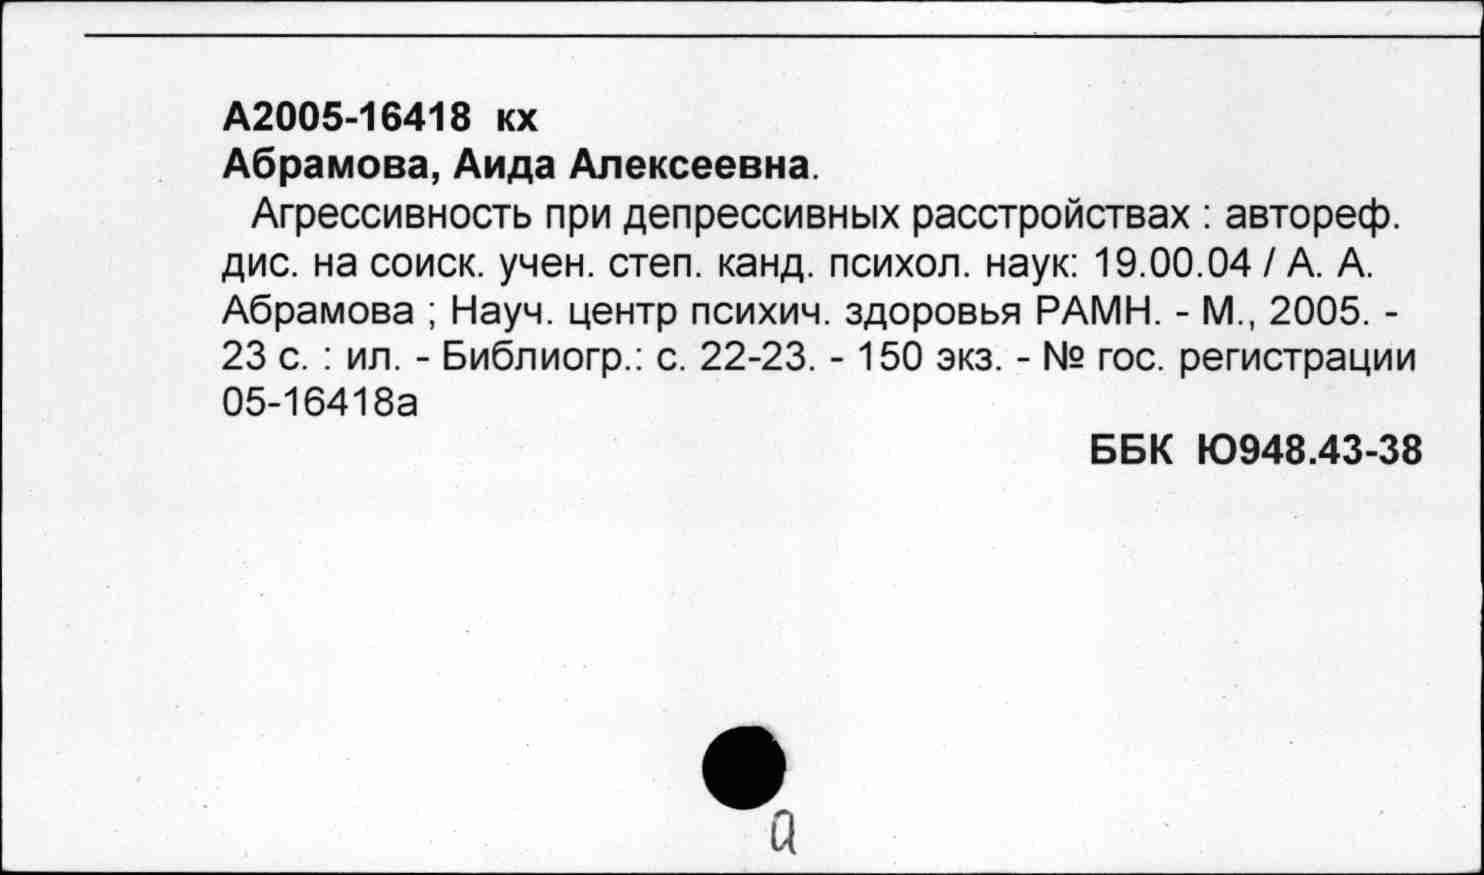 А2005-16418 кх
Абрамова, Аида Алексеевна.
Агрессивность при депрессивных расстройствах : автореф.
дис. на соиск. учен. степ. канд. психол. наук: 19.00.04 / А. А.
Абрамова ; Науч. центр психич. здоровья РАМН. - М., 2005. -
23 с. : ил. - Библиогр.: с. 22-23. - 150 экз. - № гос. регистрации
05-16418а
ББК Ю948.43-38
а